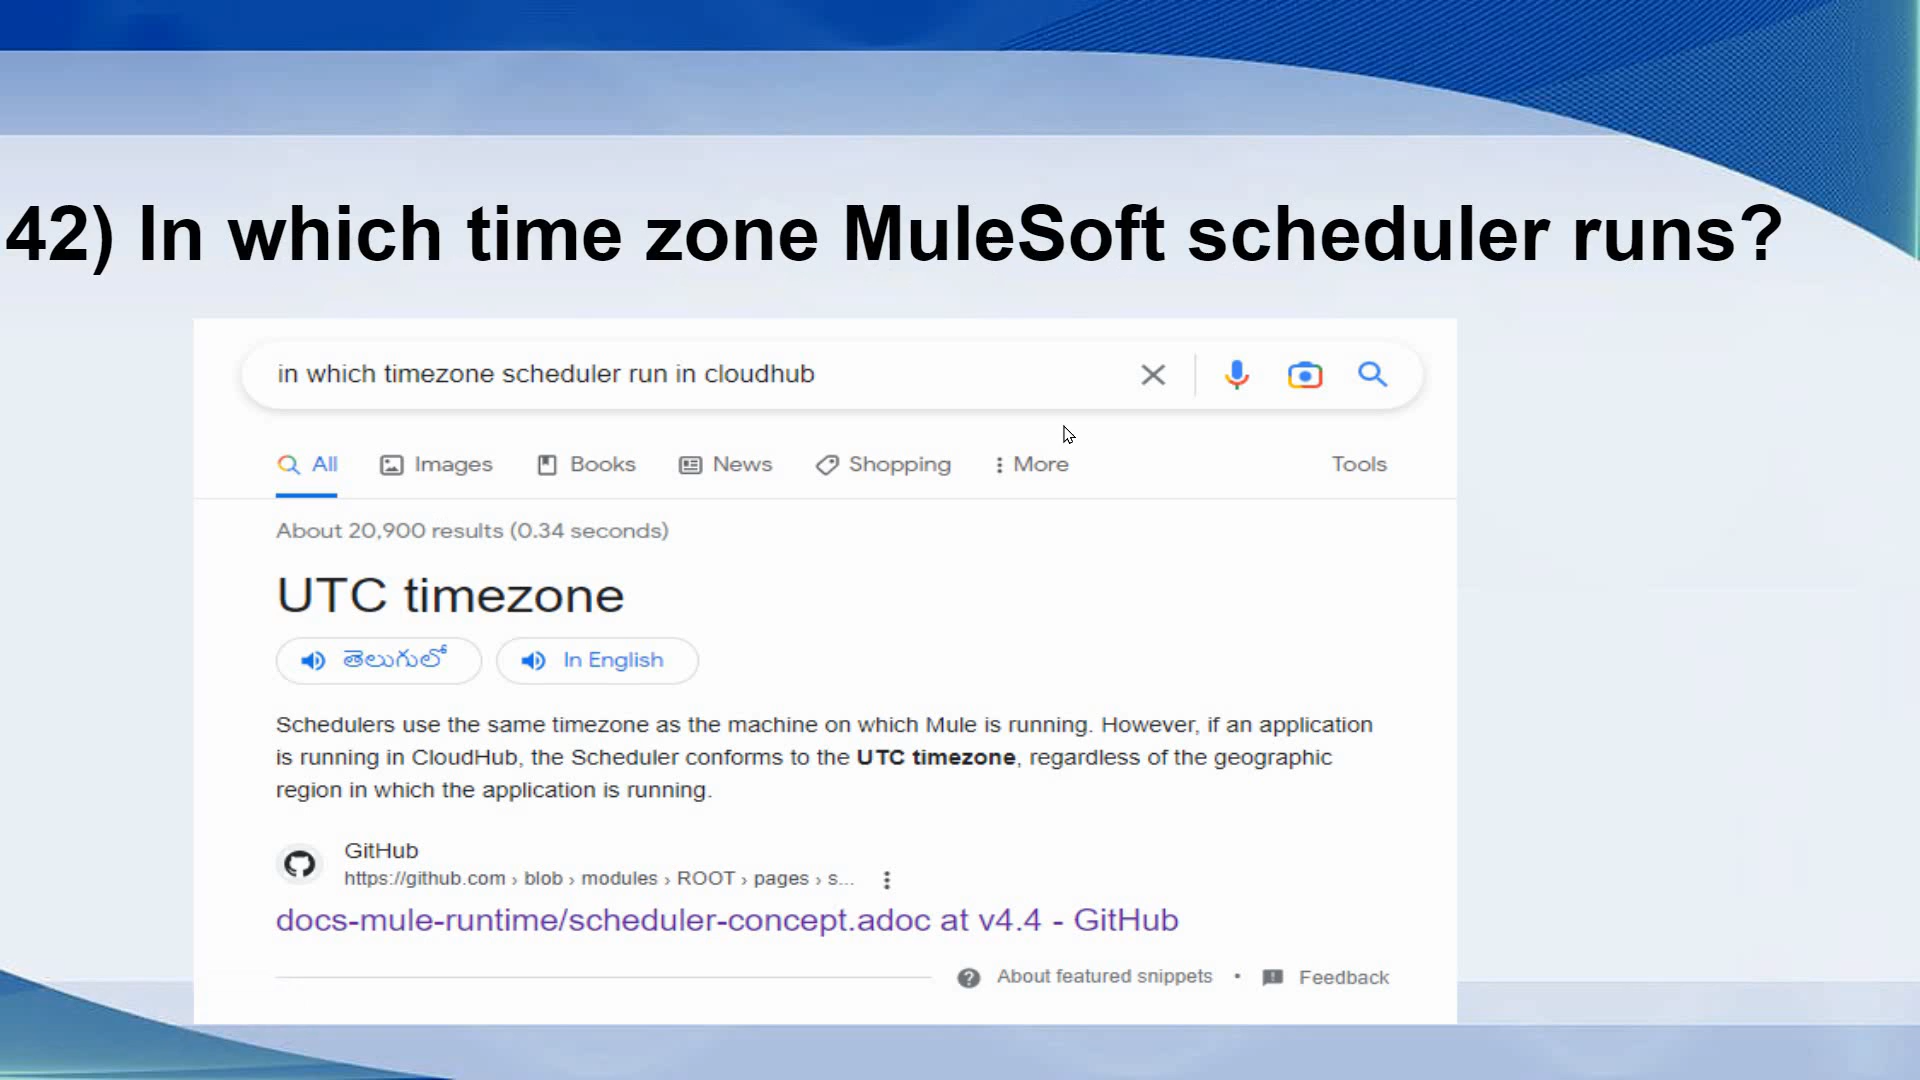 42) In which time zone MuleSoft scheduler runs?
in which timezone scheduler run in cloudhub
All Images Books News Shopping More Tools
About 20,900 results (0.34 seconds)
UTC timezone
తెలుగులో In English
Schedulers use the same timezone as the machine on which Mule is running. However, if an application
is running in CloudHub, the Scheduler conforms to the UTC timezone, regardless of the geographic
region in which the application is running.
GitHub
https://github.com › blob › modules › ROOT › pages › s...
docs-mule-runtime/scheduler-concept.adoc at v4.4 - GitHub
About featured snippets • Feedback